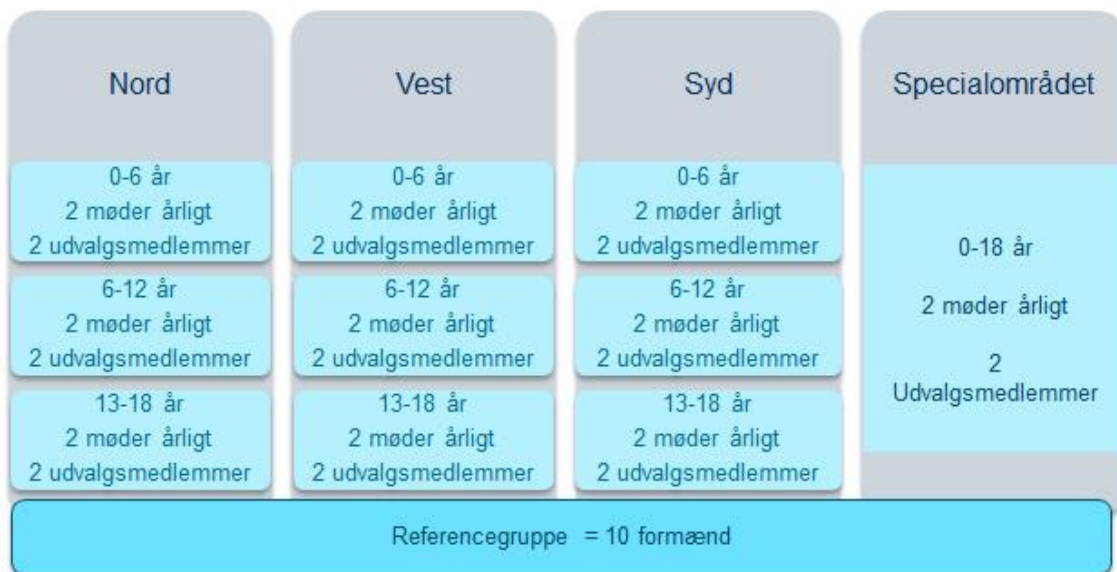 Nord
0-6 år
2 møder årligt
2 udvalgsmedlemmer
6-12 år
2 møder årligt
2 udvalgsmedlemmer
13-18 år
2 møder årligt
2 udvalgsmedlemmer
Vest
0-6 år
2 møder årligt
2 udvalgsmedlemmer
6-12 år
2 møder årligt
2 udvalgsmedlemmer
13-18 år
2 møder årligt
2 udvalgsmedlemmer
Syd
0-6 år
2 møder årligt
2 udvalgsmedlemmer
6-12 år
2 møder årligt
2 udvalgsmedlemmer
13-18 år
2 møder årligt
2 udvalgsmedlemmer
Specialområdet
0-18 år
2 møder årligt
2
Udvalgsmedlemmer
Referencegruppe = 10 formænd